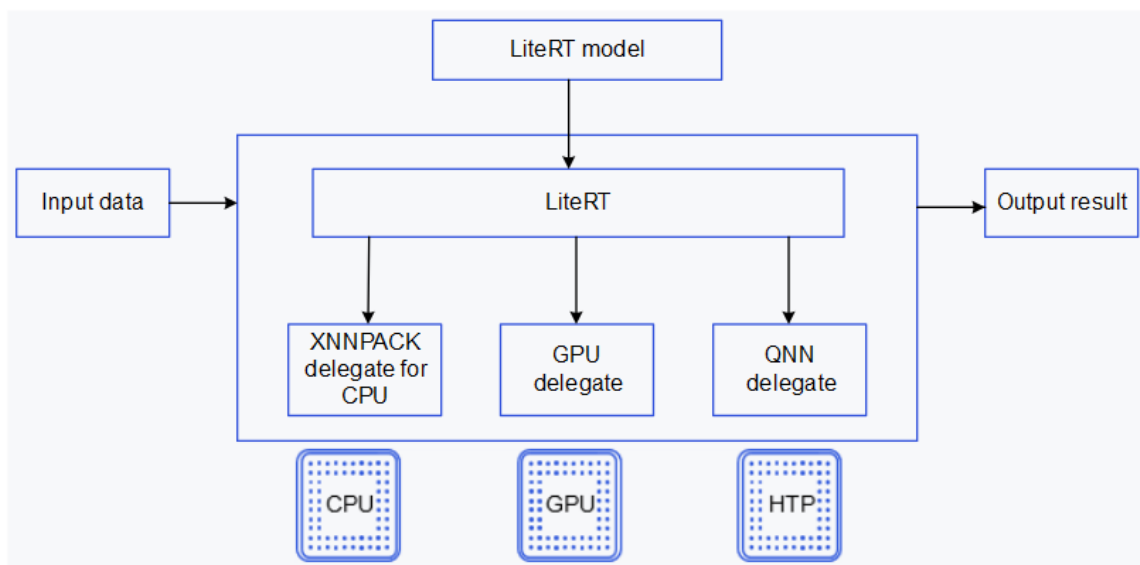 LiteRT model
Input data
LiteRT
Output result
XNNPACK
delegate for
CPU
GPU
delegate
QNN
delegate
CPU
GPU
HTP